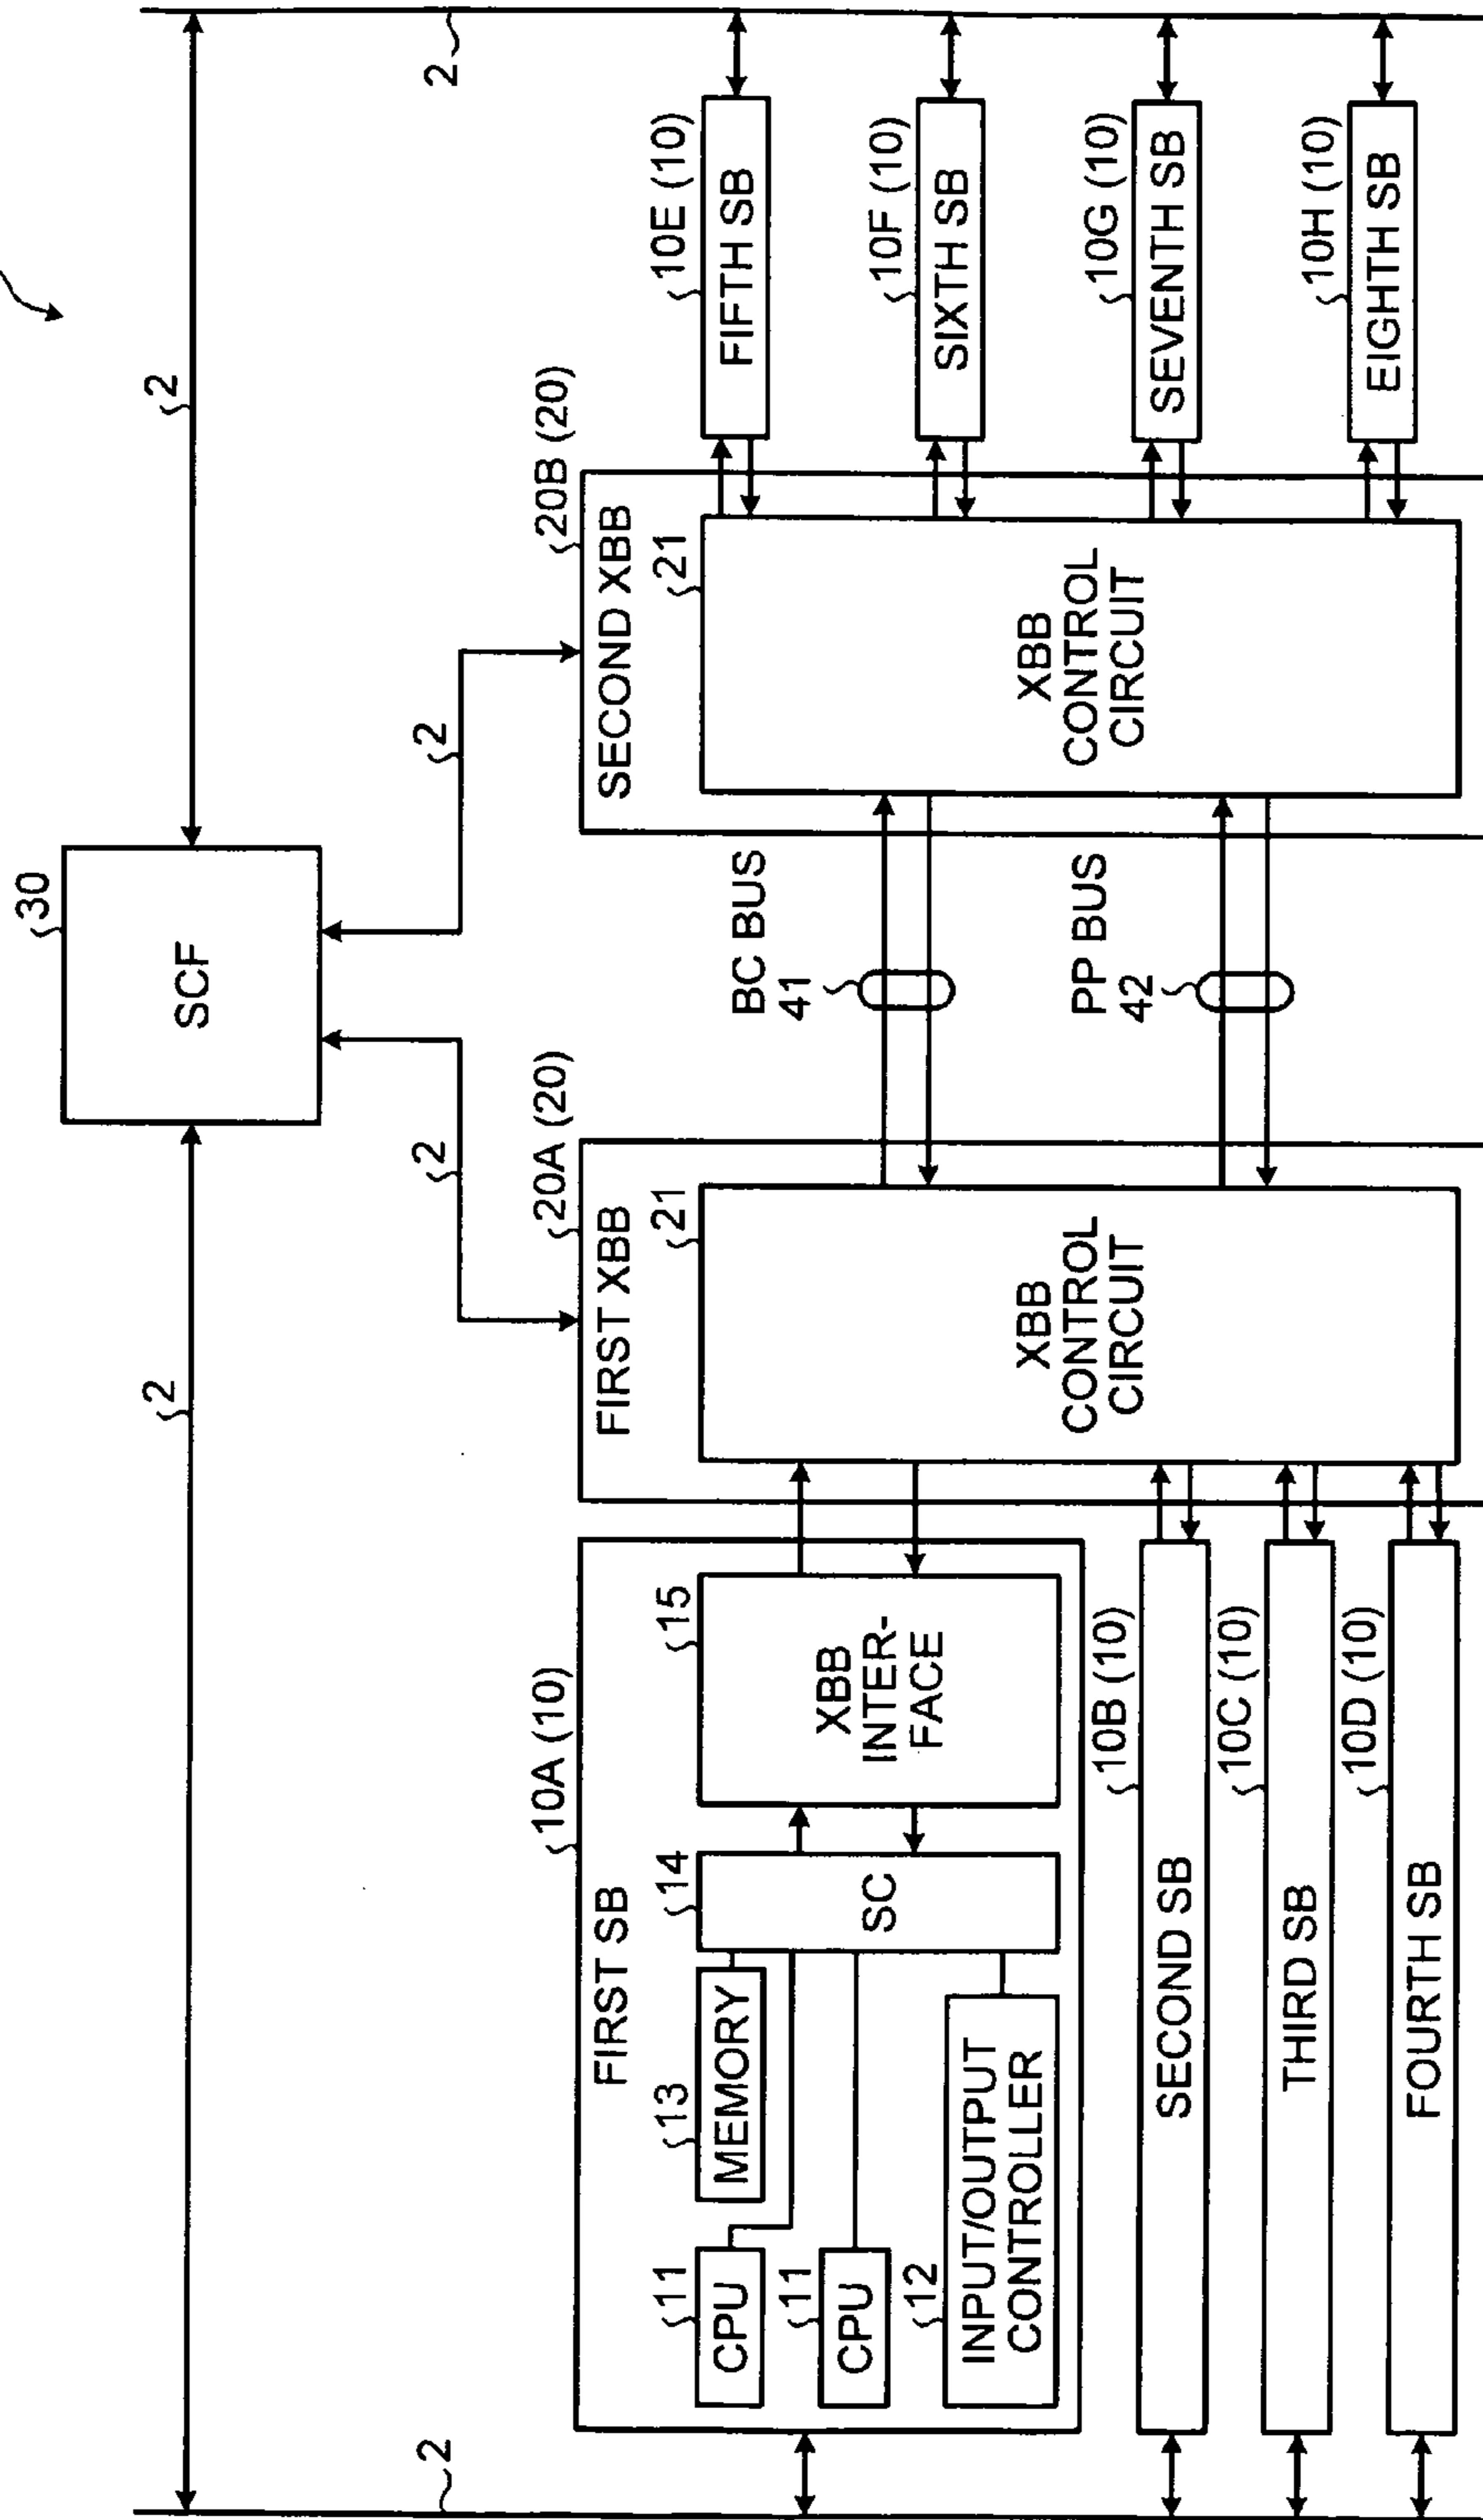 30
SCF
2
2
2
2
2
2
10A (10)
FIRST SB
11
CPU
11
CPU
12
INPUT/OUTPUT
CONTROLLER
13
MEMORY
14
SC
15
XBB
INTER-
FACE
10B (10)
SECOND SB
10C (10)
THIRD SB
10D (10)
FOURTH SB
20A (20)
FIRST XBB
21
XBB
CONTROL
CIRCUIT
BC BUS
41
PP BUS
42
20B (20)
SECOND XBB
21
XBB
CONTROL
CIRCUIT
10E (10)
FIFTH SB
10F (10)
SIXTH SB
10G (10)
SEVENTH SB
10H (10)
EIGHTH SB